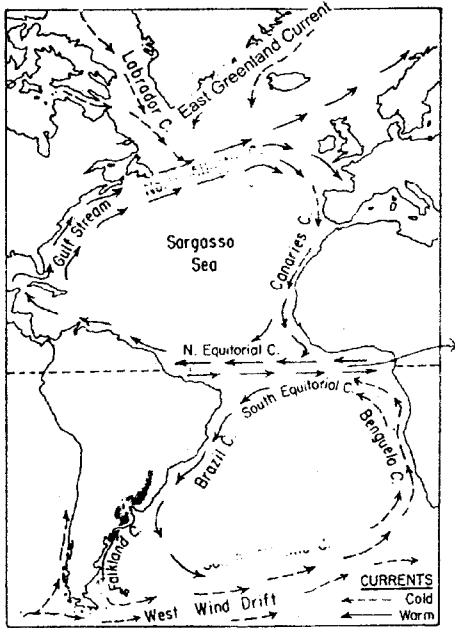 Labrador C.
East Greenland Current
Gulf Stream
Sargasso
Sea
Canaries C.
N. Equitorial C.
South Equitorial C.
Brazil C.
Benguela C.
Falkland C.
West Wind Drift
CURRENTS
Cold
Warm